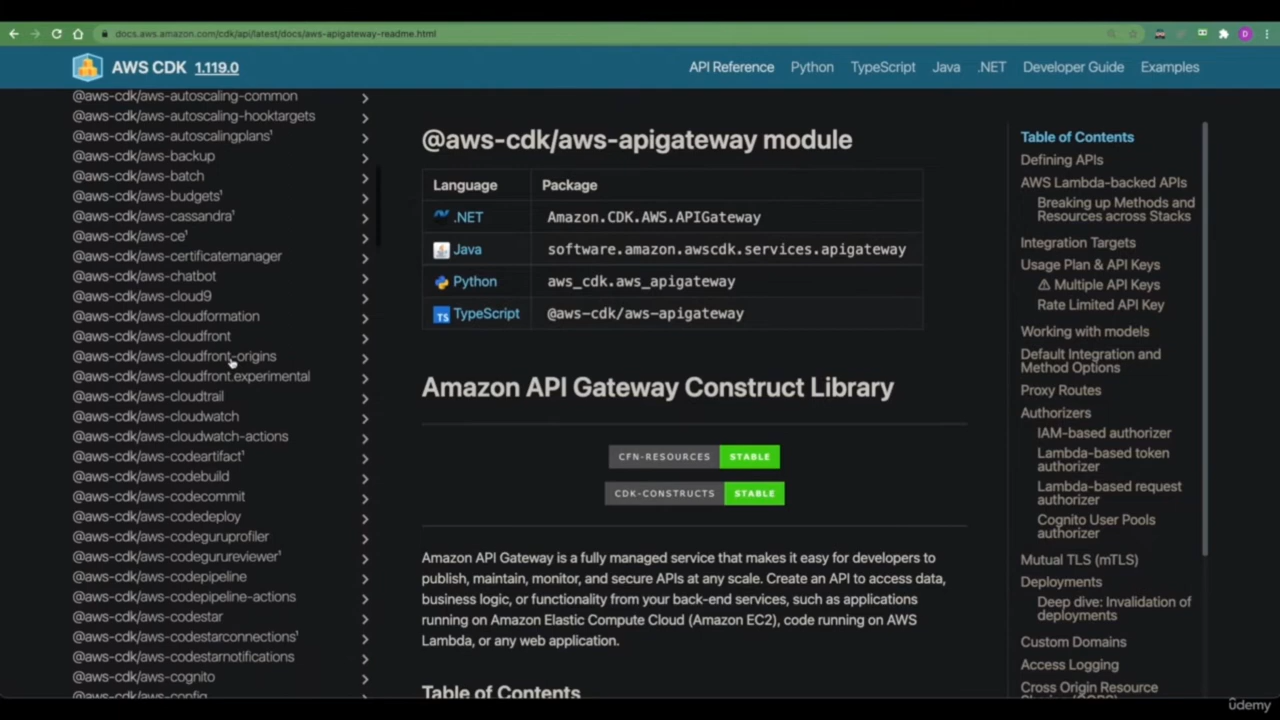 docs.aws.amazon.com/cdk/api/latest/docs/aws-apigateway-readme.html
D
AWS CDK 1.119.0
API Reference Python TypeScript Java .NET Developer Guide Examples
@aws-cdk/aws-autoscaling-common
@aws-cdk/aws-autoscaling-hooktargets
@aws-cdk/aws-autoscalingplans¹
@aws-cdk/aws-backup
@aws-cdk/aws-batch
@aws-cdk/aws-budgets¹
@aws-cdk/aws-cassandra¹
@aws-cdk/aws-ce¹
@aws-cdk/aws-certificatemanager
@aws-cdk/aws-chatbot
@aws-cdk/aws-cloud9
@aws-cdk/aws-cloudformation
@aws-cdk/aws-cloudfront
@aws-cdk/aws-cloudfront-origins
@aws-cdk/aws-cloudfront.experimental
@aws-cdk/aws-cloudtrail
@aws-cdk/aws-cloudwatch
@aws-cdk/aws-cloudwatch-actions
@aws-cdk/aws-codeartifact¹
@aws-cdk/aws-codebuild
@aws-cdk/aws-codecommit
@aws-cdk/aws-codedeploy
@aws-cdk/aws-codeguruprofiler
@aws-cdk/aws-codegurureviewer¹
@aws-cdk/aws-codepipeline
@aws-cdk/aws-codepipeline-actions
@aws-cdk/aws-codestar
@aws-cdk/aws-codestarconnections¹
@aws-cdk/aws-codestarnotifications
@aws-cdk/aws-cognito
@aws-cdk/aws-config
@aws-cdk/aws-apigateway module
Language Package
.NET Amazon.CDK.AWS.APIGateway
Java software.amazon.awscdk.services.apigateway
Python aws_cdk.aws_apigateway
TS TypeScript @aws-cdk/aws-apigateway
Amazon API Gateway Construct Library
CFN-RESOURCES STABLE
CDK-CONSTRUCTS STABLE
Amazon API Gateway is a fully managed service that makes it easy for developers to
publish, maintain, monitor, and secure APIs at any scale. Create an API to access data,
business logic, or functionality from your back-end services, such as applications
running on Amazon Elastic Compute Cloud (Amazon EC2), code running on AWS
Lambda, or any web application.
Table of Contents
Table of Contents
Defining APIs
AWS Lambda-backed APIs
Breaking up Methods and
Resources across Stacks
Integration Targets
Usage Plan & API Keys
⚠ Multiple API Keys
Rate Limited API Key
Working with models
Default Integration and
Method Options
Proxy Routes
Authorizers
IAM-based authorizer
Lambda-based token
authorizer
Lambda-based request
authorizer
Cognito User Pools
authorizer
Mutual TLS (mTLS)
Deployments
Deep dive: Invalidation of
deployments
Custom Domains
Access Logging
Cross Origin Resource
Sharing (CORS)
ûdemy